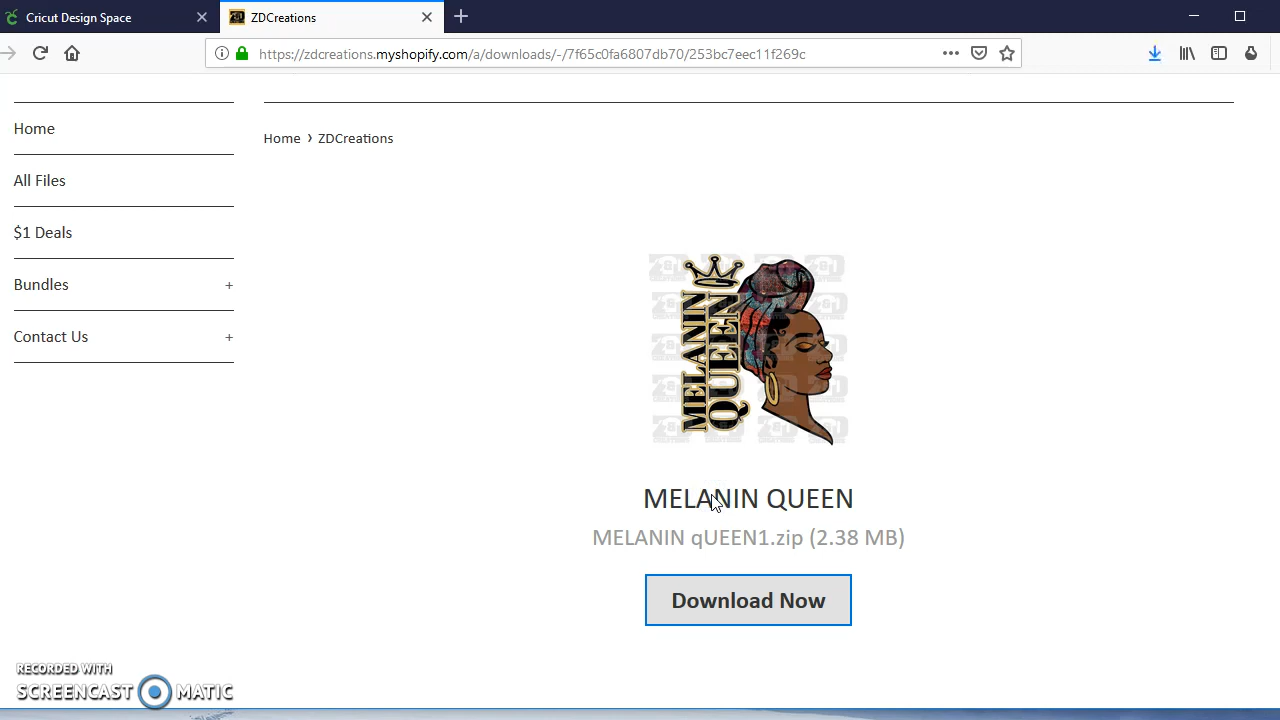 Cricut Design Space
ZDCreations
https://zdcreations.myshopify.com/a/downloads/-/7f65c0fa6807db70/253bc7eec11f269c
Home
All Files
$1 Deals
Bundles +
Contact Us +
Home › ZDCreations
MELANIN
QUEEN
MELANIN QUEEN
MELANIN qUEEN1.zip (2.38 MB)
Download Now
RECORDED WITH
SCREENCAST MATIC